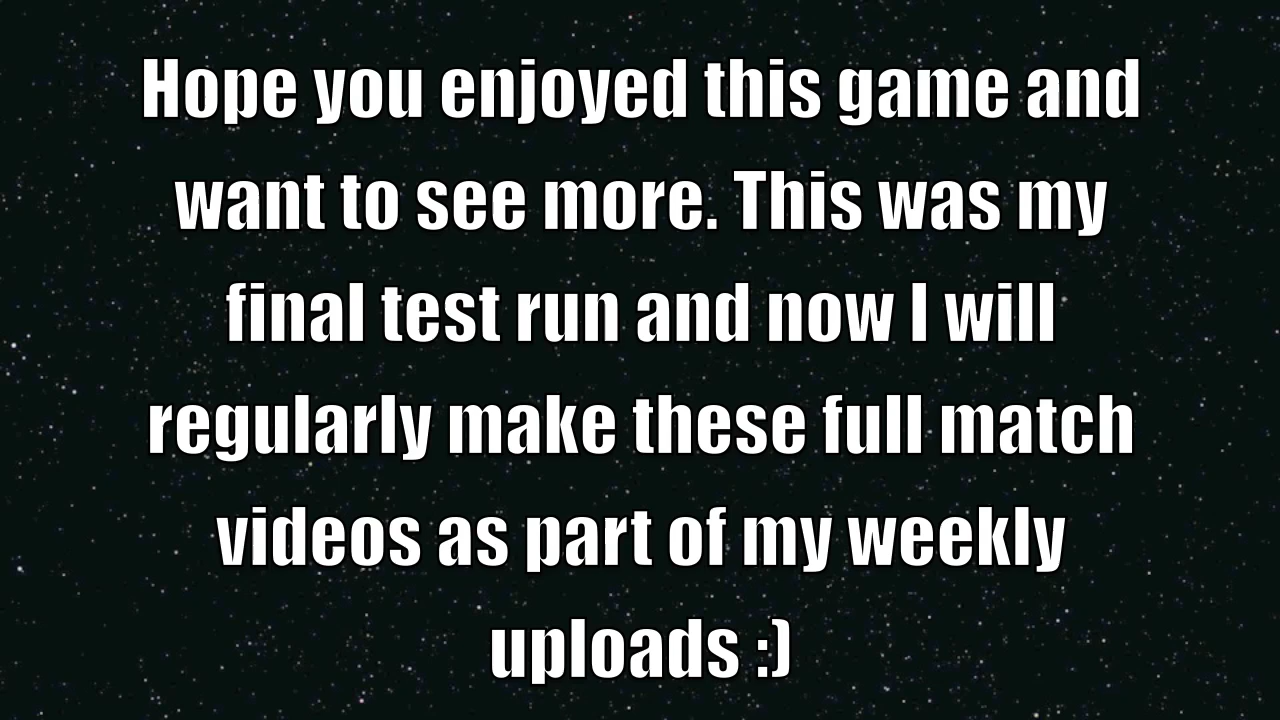 Hope you enjoyed this game and
want to see more. This was my
final test run and now I will
regularly make these full match
videos as part of my weekly
uploads :)